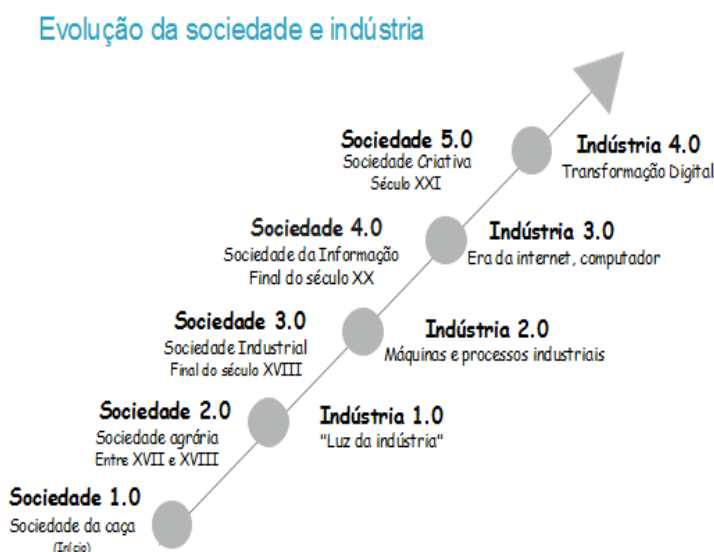 Evolução da sociedade e indústria
Sociedade 5.0
Sociedade Criativa
Século XXI
Indústria 4.0
Transformação Digital
Sociedade 4.0
Sociedade da Informação
Final do século XX
Indústria 3.0
Era da internet, computador
Sociedade 3.0
Sociedade Industrial
Final do século XVIII
Indústria 2.0
Máquinas e processos industriais
Sociedade 2.0
Sociedade agrária
Entre XVII e XVIII
Indústria 1.0
"Luz da indústria"
Sociedade 1.0
Sociedade da caça
(Início)